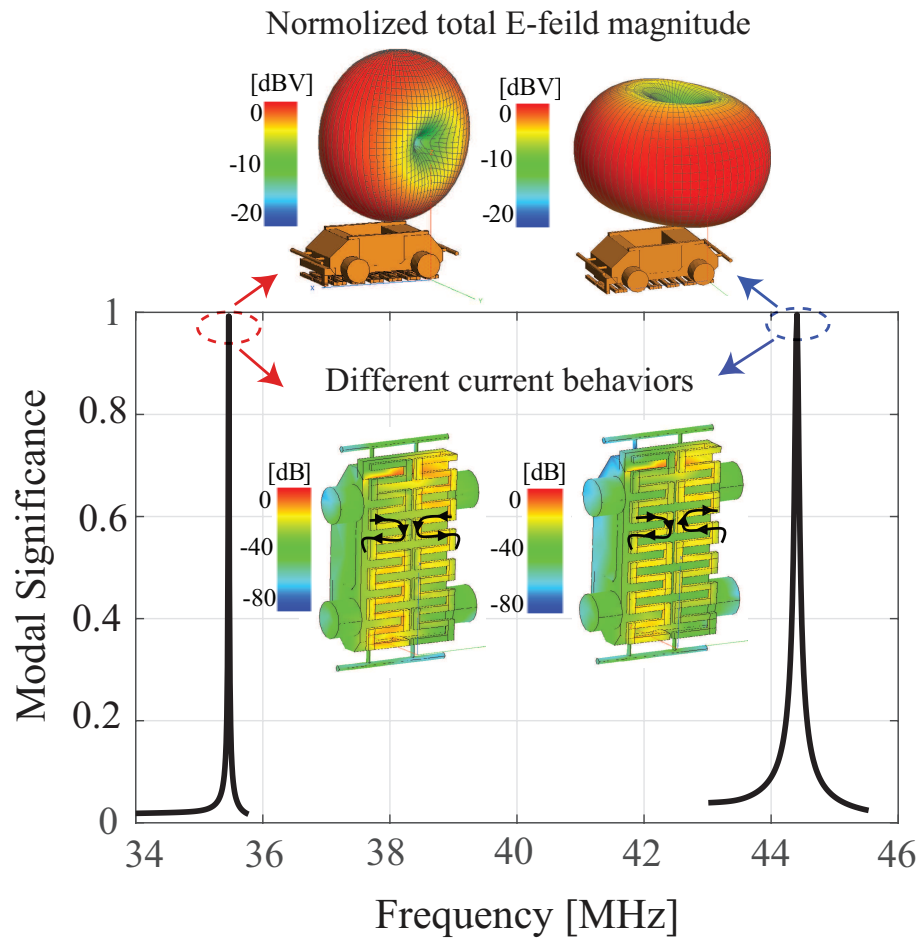 Normolized total E-feild magnitude
[dBV]
0
-10
-20
[dBV]
0
-10
-20
X
Y
Different current behaviors
[dB]
0
-40
-80
[dB]
0
-40
-80
Modal Significance
1
0.8
0.6
0.4
0.2
0
34
36
38
40
42
44
46
Frequency [MHz]